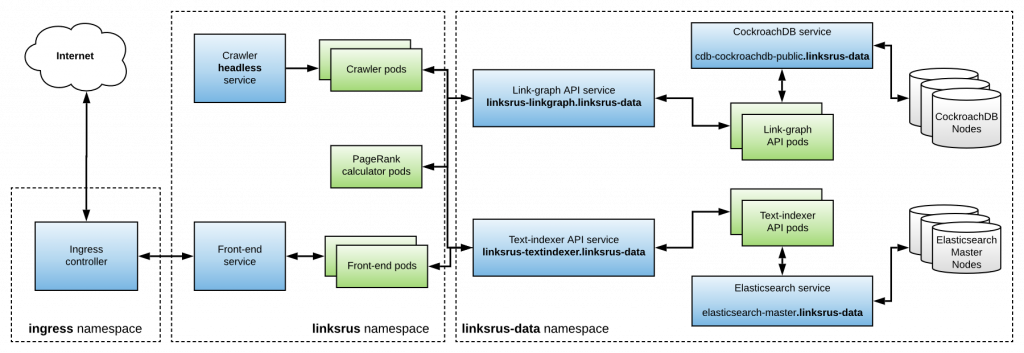 Internet
Ingress
controller
ingress namespace
Crawler
headless
service
Crawler pods
PageRank
calculator pods
Front-end
service
Front-end pods
linksrus namespace
CockroachDB service
cdb-cockroachdb-public.linksrus-data
Link-graph API service
linksrus-linkgraph.linksrus-data
Link-graph
API pods
CockroachDB
Nodes
Text-indexer API service
linksrus-textindexer.linksrus-data
Text-indexer
API pods
Elasticsearch
Master
Nodes
Elasticsearch service
elasticsearch-master.linksrus-data
linksrus-data namespace